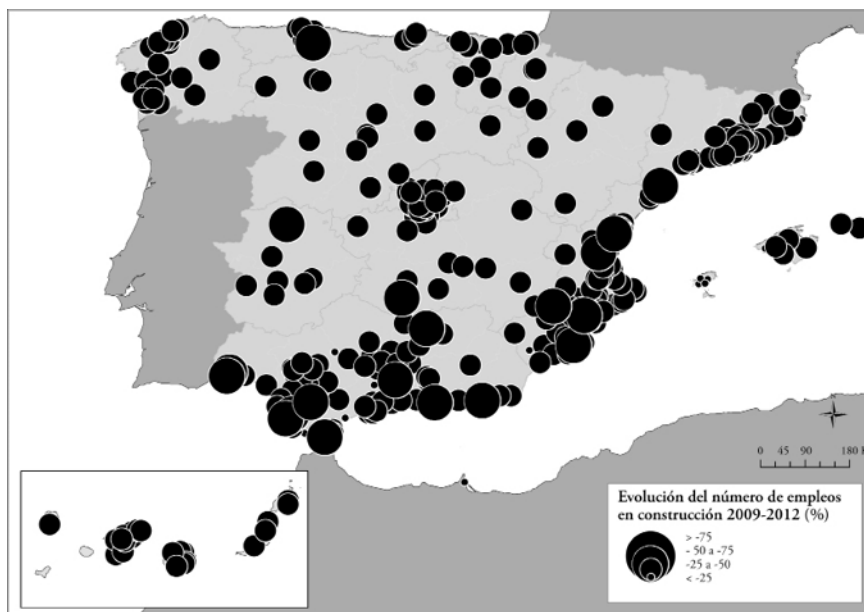 0 45 90 180
Evolución del número de empleos
en construcción 2009-2012 (%)
> -75
- 50 a -75
-25 a -50
< -25